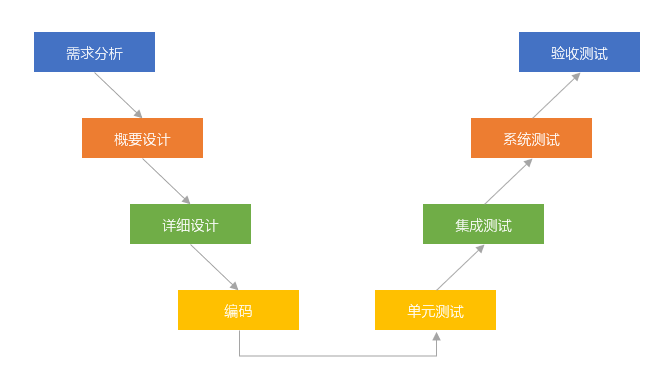 需求分析
验收测试
概要设计
系统测试
详细设计
集成测试
编码
单元测试